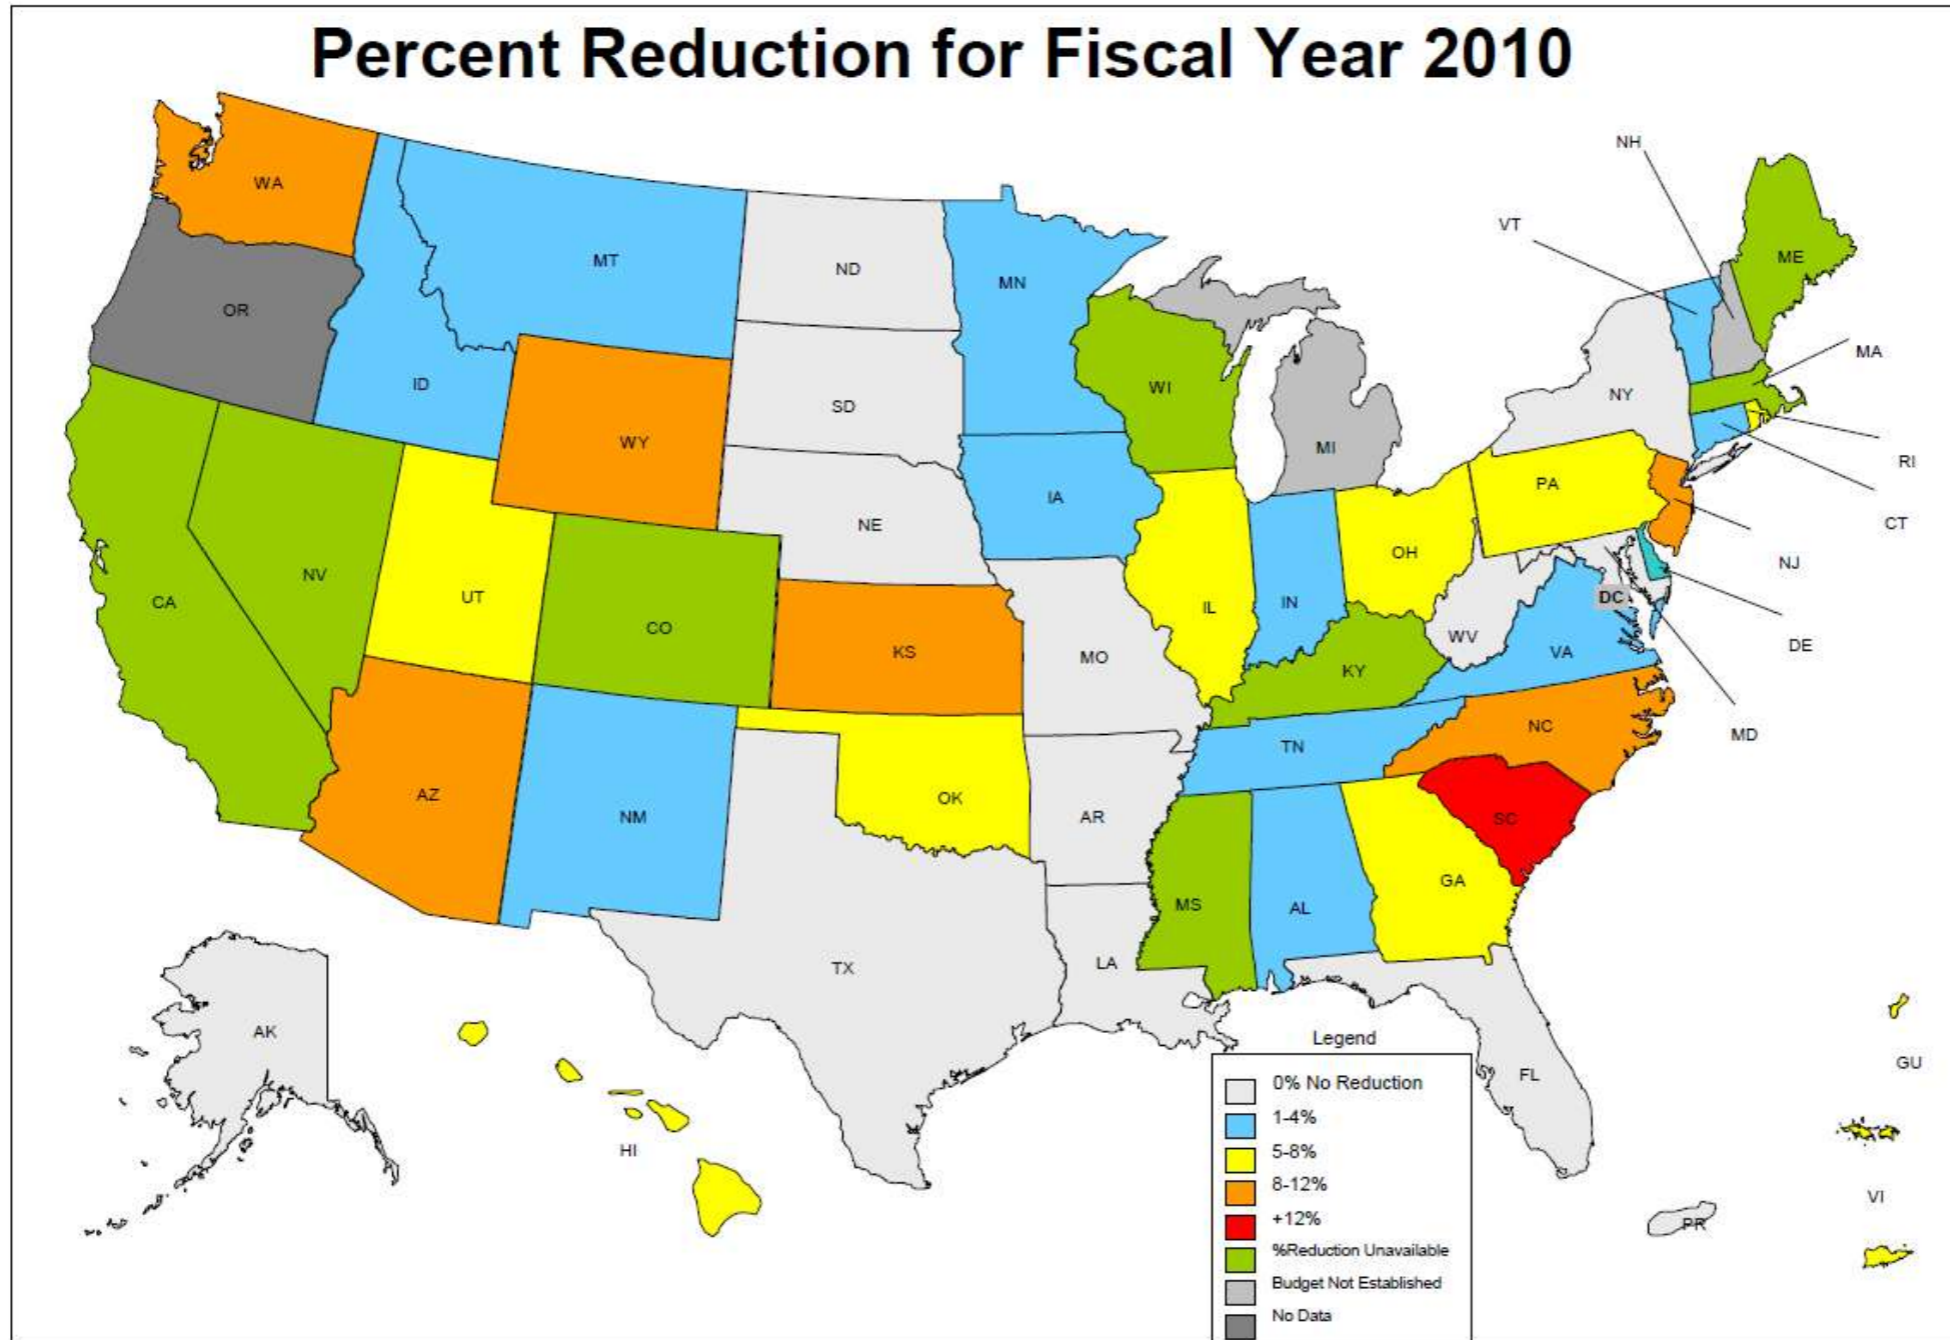 Percent Reduction for Fiscal Year 2010
NH
WA
VT
ME
MT
ND
MN
OR
MA
ID
WI
NY
SD
WY
MI
RI
PA
IA
NE
CT
OH
NJ
NV
CA
UT
IL
IN
DC
CO
WV
DE
KS
MO
VA
KY
NC
MD
TN
AZ
OK
NM
AR
SC
GA
MS
AL
LA
TX
AK
GU
FL
HI
VI
PR
Legend
0% No Reduction
1-4%
5-8%
8-12%
+12%
%Reduction Unavailable
Budget Not Established
No Data